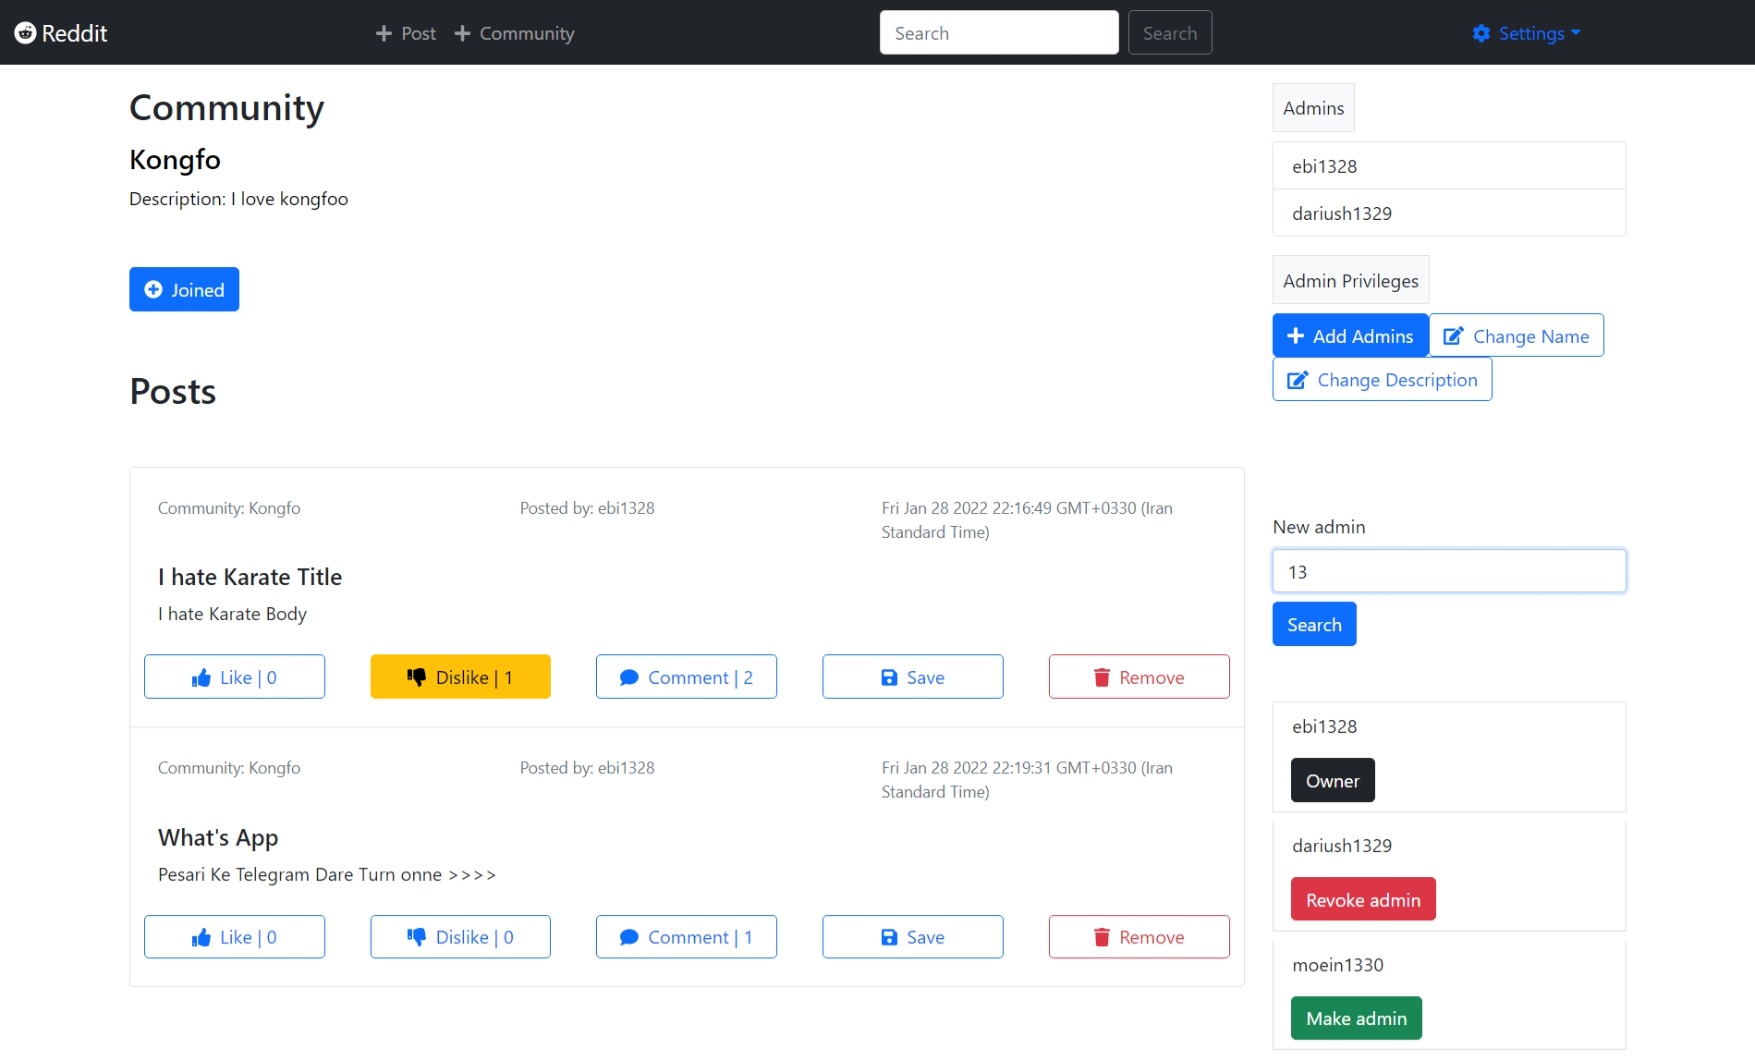 Reddit
Post
Community
Search
Search
Settings
Community
Kongfo
Description: I love kongfoo
Joined
Posts
Community: Kongfo
Posted by: ebi1328
Fri Jan 28 2022 22:16:49 GMT+0330 (Iran
Standard Time)
I hate Karate Title
I hate Karate Body
Like | 0
Dislike | 1
Comment | 2
Save
Remove
Community: Kongfo
Posted by: ebi1328
Fri Jan 28 2022 22:19:31 GMT+0330 (Iran
Standard Time)
What's App
Pesari Ke Telegram Dare Turn onne >>>>
Like | 0
Dislike | 0
Comment | 1
Save
Remove
Admins
ebi1328
dariush1329
Admin Privileges
Add Admins
Change Name
Change Description
New admin
13
Search
ebi1328
Owner
dariush1329
Revoke admin
moein1330
Make admin